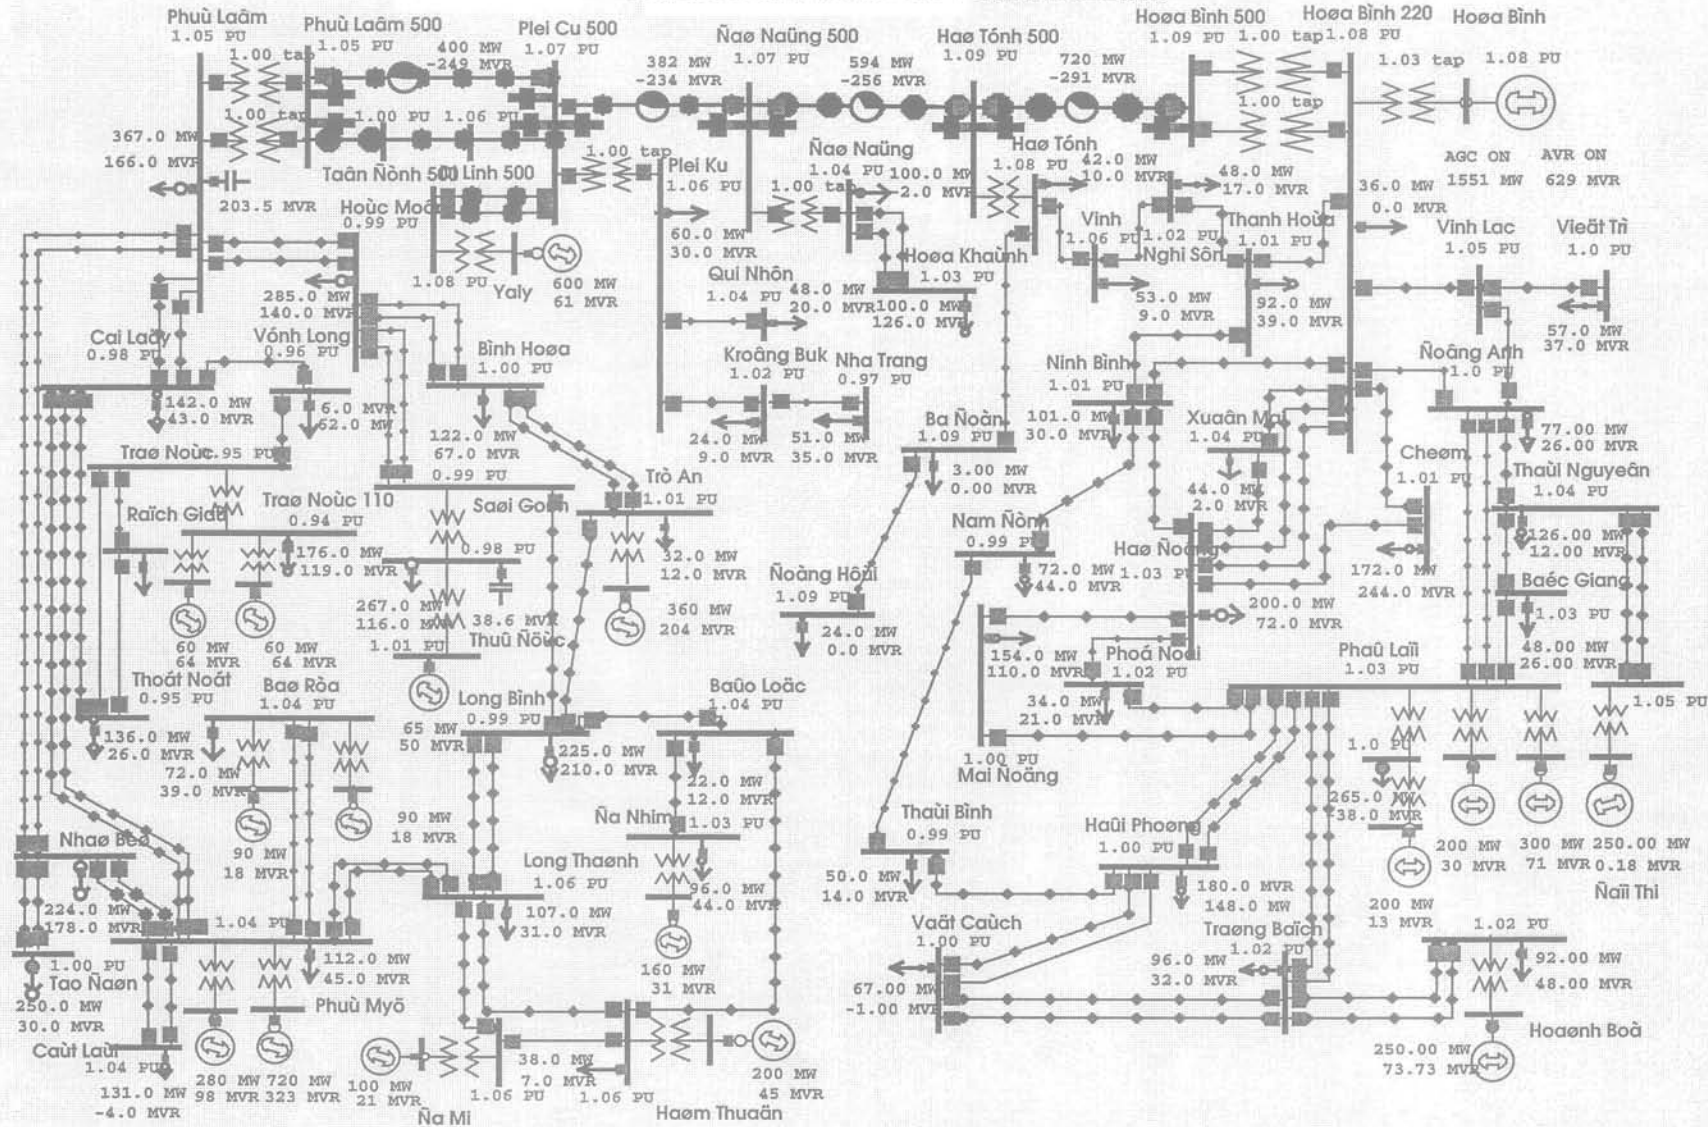 Phuù Laâm
1.05 PU
1.00 tap
1.00 tap
Phuù Laâm 500
1.05 PU
400 MW
-249 MVR
Plei Cu 500
1.07 PU
382 MW
-234 MVR
Ñaø Naüng 500
1.07 PU
594 MW
-256 MVR
Haø Tónh 500
1.09 PU
720 MW
-291 MVR
Hoøa Bình 500
1.09 PU
1.00 tap
1.00 tap
Hoøa Bình 220
1.08 PU
Hoøa Bình
1.03 tap
1.08 PU
AGC ON
1551 MW
AVR ON
629 MVR
367.0 MW
166.0 MVR
203.5 MVR
1.00 PU
1.06 PU
Taân Ñònh 500
Linh 500
Hoùc Moân
0.99 PU
285.0 MW
140.0 MVR
1.08 PU
Yaly
600 MW
61 MVR
1.00 tap
Plei Ku
1.06 PU
60.0 MW
30.0 MVR
Ñaø Naüng
1.04 PU
1.00 tap
100.0 MW
-2.0 MVR
Haø Tónh
1.08 PU
42.0 MW
10.0 MVR
48.0 MW
17.0 MVR
36.0 MW
0.0 MVR
Vinh
1.06 PU
53.0 MW
9.0 MVR
1.02 PU
Nghi Sôn
Thanh Hoùa
1.01 PU
92.0 MW
39.0 MVR
Vinh Lac
1.05 PU
Vieät Trì
1.0 PU
57.0 MW
37.0 MVR
Hoøa Khaùnh
1.03 PU
100.0 MW
126.0 MVR
Qui Nhôn
1.04 PU
48.0 MW
20.0 MVR
Kroâng Buk
1.02 PU
24.0 MW
9.0 MVR
Nha Trang
0.97 PU
51.0 MW
35.0 MVR
Cai Laäy
0.98 PU
142.0 MW
43.0 MVR
Vónh Long
0.96 PU
6.0 MVR
62.0 MW
Bình Hoøa
1.00 PU
122.0 MW
67.0 MVR
0.99 PU
Saøi Goøn
Ninh Bình
1.01 PU
101.0 MW
30.0 MVR
Ñoâng Anh
1.0 PU
77.00 MW
26.00 MVR
Ba Ñoàn
1.09 PU
3.00 MW
0.00 MVR
Xuaân Mai
1.04 PU
44.0 MW
2.0 MVR
Cheøm
1.01 PU
172.0 MW
244.0 MVR
Thaùi Nguyeân
1.04 PU
126.00 MW
12.00 MVR
Traø Noùc
.95 PU
Traø Noùc 110
0.94 PU
176.0 MW
119.0 MVR
60 MW
64 MVR
60 MW
64 MVR
0.98 PU
267.0 MW
116.0 MVR
38.6 MVR
1.01 PU
Thuû Ñöùc
Trò An
1.01 PU
32.0 MW
12.0 MVR
360 MW
204 MVR
Nam Ñònh
0.99 PU
72.0 MW
44.0 MVR
Haø Ñoâng
1.03 PU
200.0 MW
72.0 MVR
Ñoàng Hôùi
1.09 PU
24.0 MW
0.0 MVR
154.0 MW
110.0 MVR
Baéc Giang
1.03 PU
48.00 MW
26.00 MVR
Phoá Noái
1.02 PU
34.0 MW
21.0 MVR
Phaû Laïi
1.03 PU
1.05 PU
Thoát Noát
0.95 PU
136.0 MW
26.0 MVR
Baø Ròa
1.04 PU
72.0 MW
39.0 MVR
90 MW
18 MVR
90 MW
18 MVR
Long Bình
0.99 PU
65 MW
50 MVR
225.0 MW
210.0 MVR
Baûo Loäc
1.04 PU
22.0 MW
12.0 MVR
1.00 PU
Mai Ñoäng
1.0 PU
265.0 MW
-38.0 MVR
200 MW
13 MVR
200 MW
30 MVR
300 MW
71 MVR
250.00 MW
0.18 MVR
Ña Nhim
1.03 PU
96.0 MW
44.0 MVR
160 MW
31 MVR
Thaùi Bình
0.99 PU
50.0 MW
14.0 MVR
Haûi Phoøng
1.00 PU
180.0 MVR
148.0 MW
Nhaø Beø
224.0 MW
178.0 MVR
1.04 PU
112.0 MW
45.0 MVR
Phuù Myõ
Long Thaønh
1.06 PU
107.0 MW
31.0 MVR
Vaät Caùch
1.00 PU
67.00 MW
-1.00 MVR
Traøng Baïch
1.02 PU
96.0 MW
32.0 MVR
1.02 PU
92.00 MW
48.00 MVR
Hoaønh Boà
250.00 MW
73.73 MVR
1.00 PU
Tao Ñaøn
250.0 MW
30.0 MVR
Caùt Laùi
1.04 PU
131.0 MW
-4.0 MVR
280 MW
98 MVR
720 MW
323 MVR
100 MW
21 MVR
1.06 PU
Ña Mi
38.0 MW
7.0 MVR
1.06 PU
200 MW
45 MVR
Haøm Thuaän